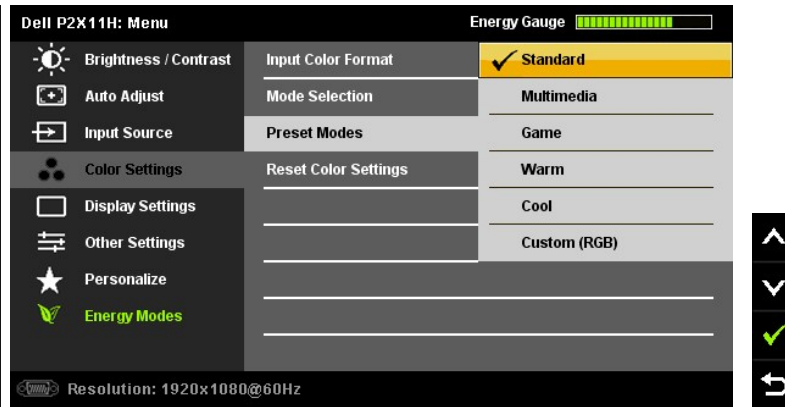 Dell P2X11H: Menu
Energy Gauge
Brightness / Contrast
Auto Adjust
Input Source
Color Settings
Display Settings
Other Settings
Personalize
Energy Modes
Input Color Format
Mode Selection
Preset Modes
Reset Color Settings
Standard
Multimedia
Game
Warm
Cool
Custom (RGB)
Resolution: 1920x1080@60Hz